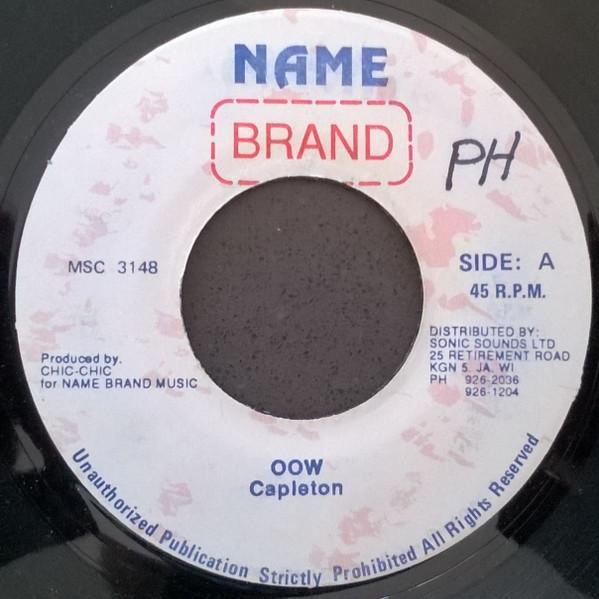 NAME
BRAND
PH
MSC 3148
SIDE: A
45 R.P.M.
Produced by.
CHIC-CHIC
for NAME BRAND MUSIC
DISTRIBUTED BY:
SONIC SOUNDS LTD
25 RETIREMENT ROAD
KGN 5. JA. WI
PH 926-2036
926-1204
OOW
Capleton
Unauthorized Publication Strictly Prohibited All Rights Reserved